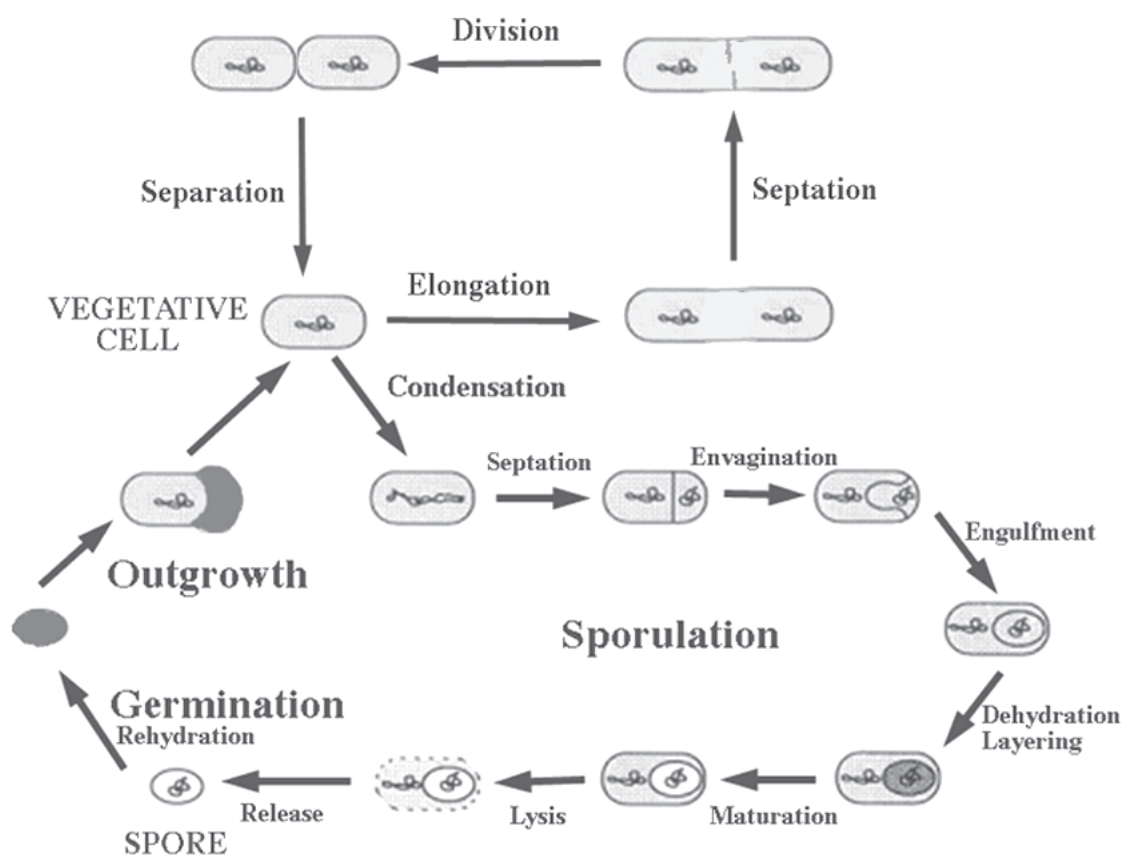 Division
Separation
Septation
VEGETATIVE
CELL
Elongation
Condensation
Septation
Envagination
Engulfment
Outgrowth
Sporulation
Germination
Rehydration
Dehydration
Layering
Release
Lysis
Maturation
SPORE